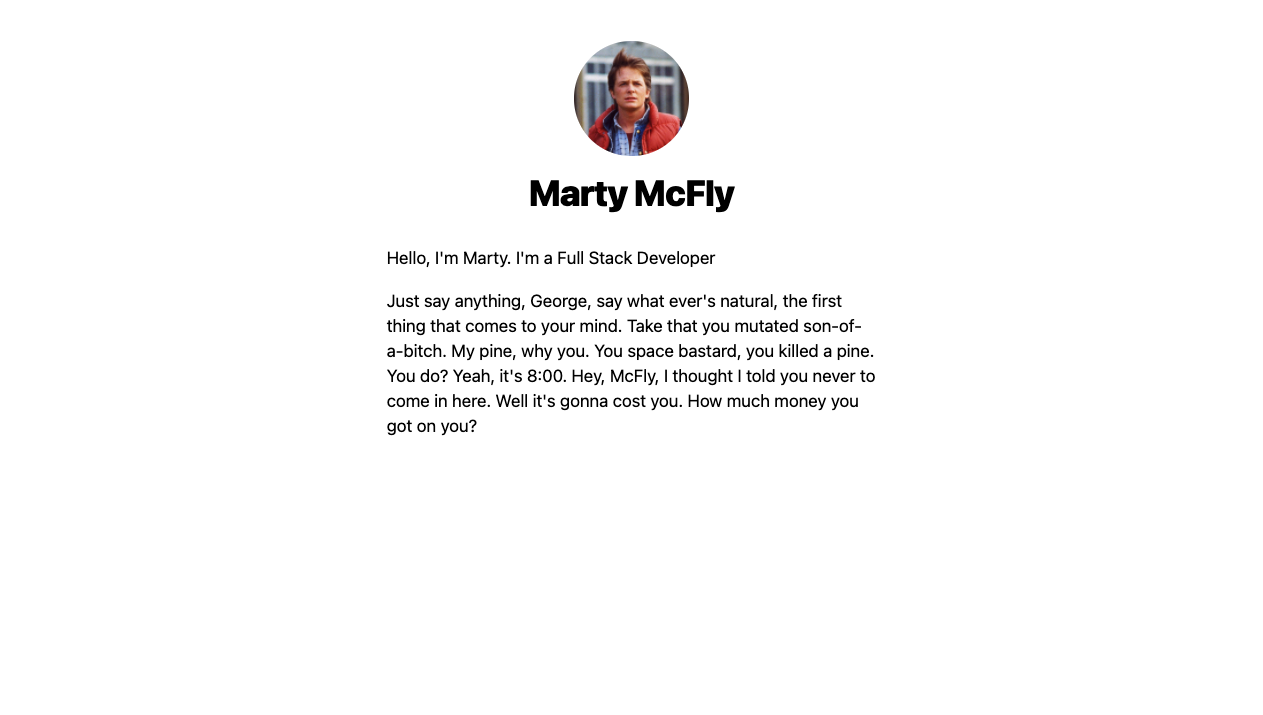 Marty McFly
Hello, I'm Marty. I'm a Full Stack Developer
Just say anything, George, say what ever's natural, the first
thing that comes to your mind. Take that you mutated son-of-
a-bitch. My pine, why you. You space bastard, you killed a pine.
You do? Yeah, it's 8:00. Hey, McFly, I thought I told you never to
come in here. Well it's gonna cost you. How much money you
got on you?